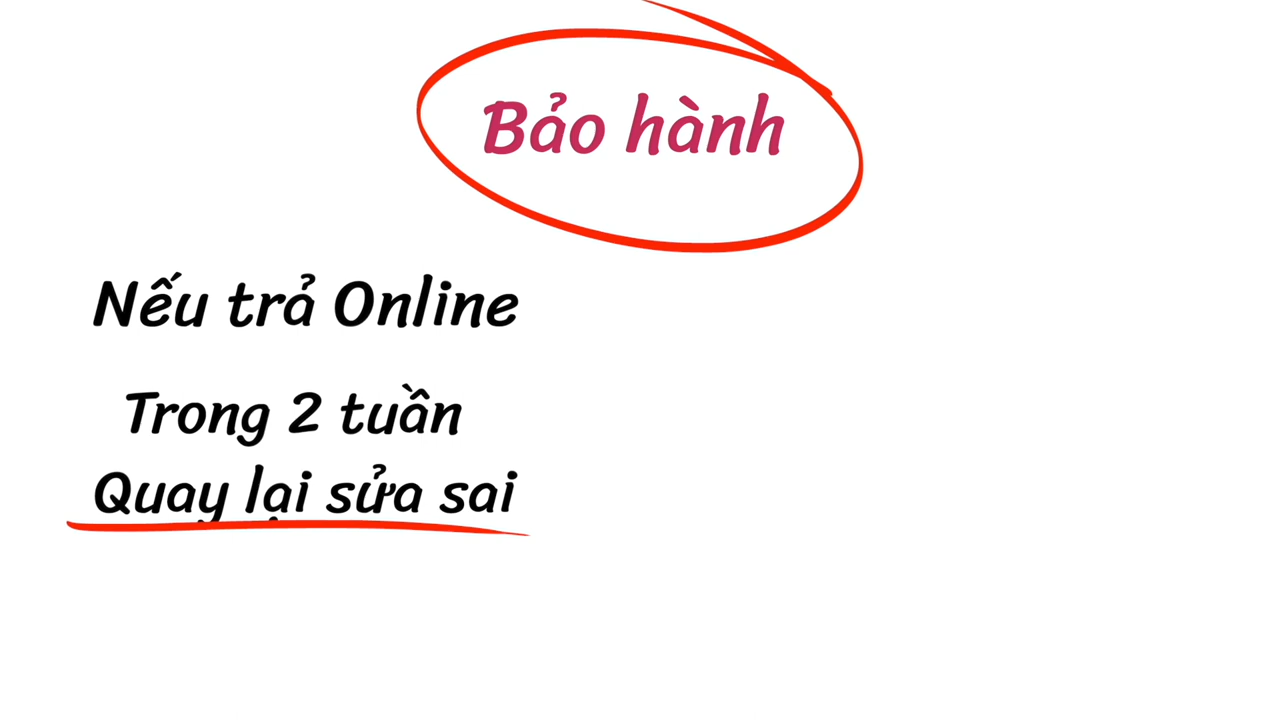 Bảo hành
Nếu trả Online
Trong 2 tuần
Quay lại sửa sai